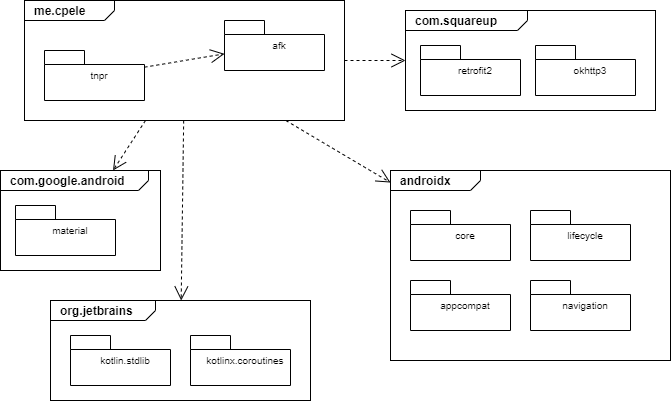 me.cpele
afk
tnpr
com.squareup
retrofit2
okhttp3
com.google.android
material
androidx
core
lifecycle
appcompat
navigation
org.jetbrains
kotlin.stdlib
kotlinx.coroutines